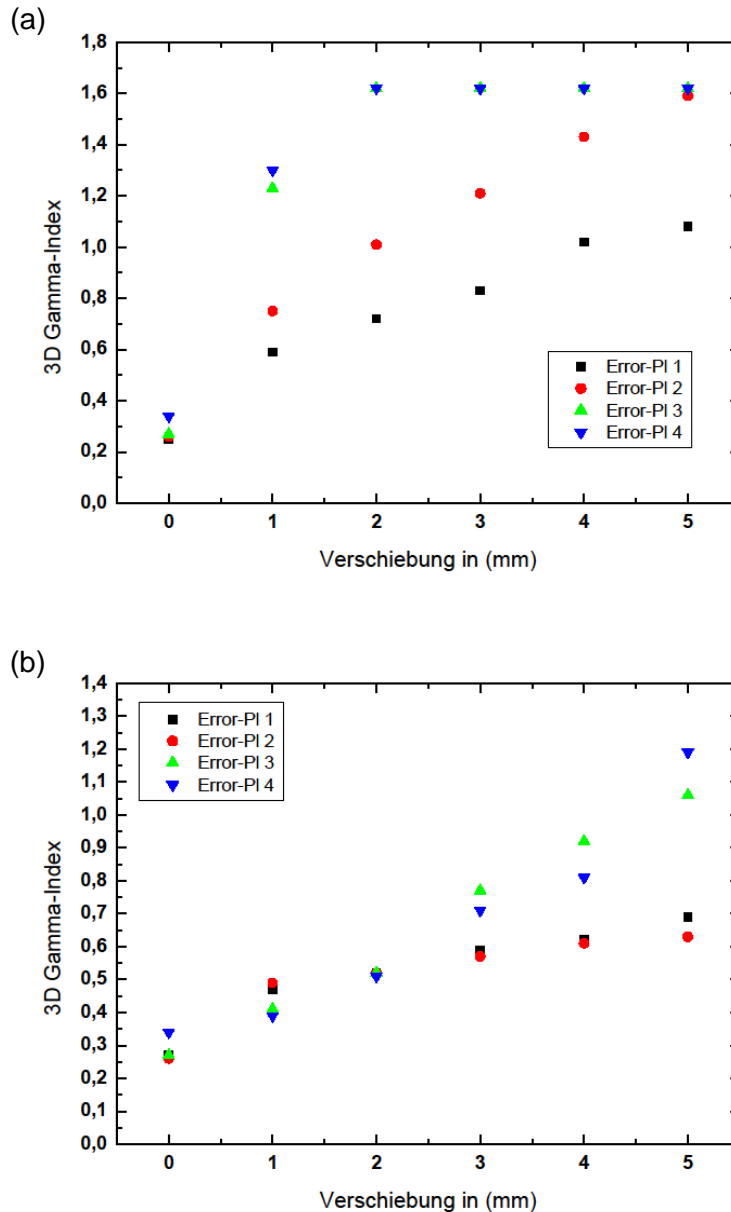 (a)
1,8
1,6
1,4
1,2
1,0
0,8
0,6
0,4
0,2
0,0
3D Gamma-Index
Error-Pl 1
Error-Pl 2
Error-Pl 3
Error-Pl 4
0 1 2 3 4 5
Verschiebung in (mm)
(b)
1,4
1,3
1,2
1,1
1,0
0,9
0,8
0,7
0,6
0,5
0,4
0,3
0,2
0,1
0,0
3D Gamma-Index
Error-Pl 1
Error-Pl 2
Error-Pl 3
Error-Pl 4
0 1 2 3 4 5
Verschiebung in (mm)